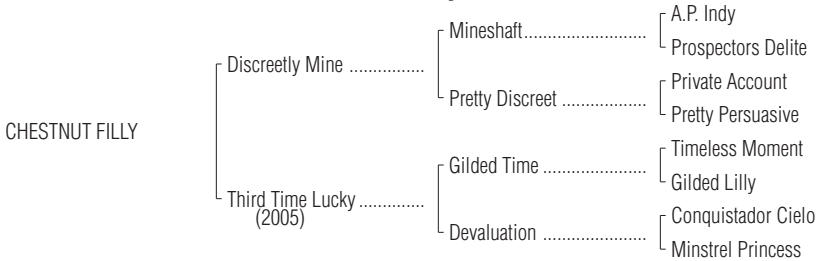 A.P. Indy
Mineshaft.............................
Prospectors Delite
Discreetly Mine ................
Private Account
Pretty Discreet ....................
Pretty Persuasive
CHESTNUT FILLY
Timeless Moment
Gilded Time .........................
Gilded Lilly
Third Time Lucky ..............
(2005)
Conquistador Cielo
Devaluation ........................
Minstrel Princess